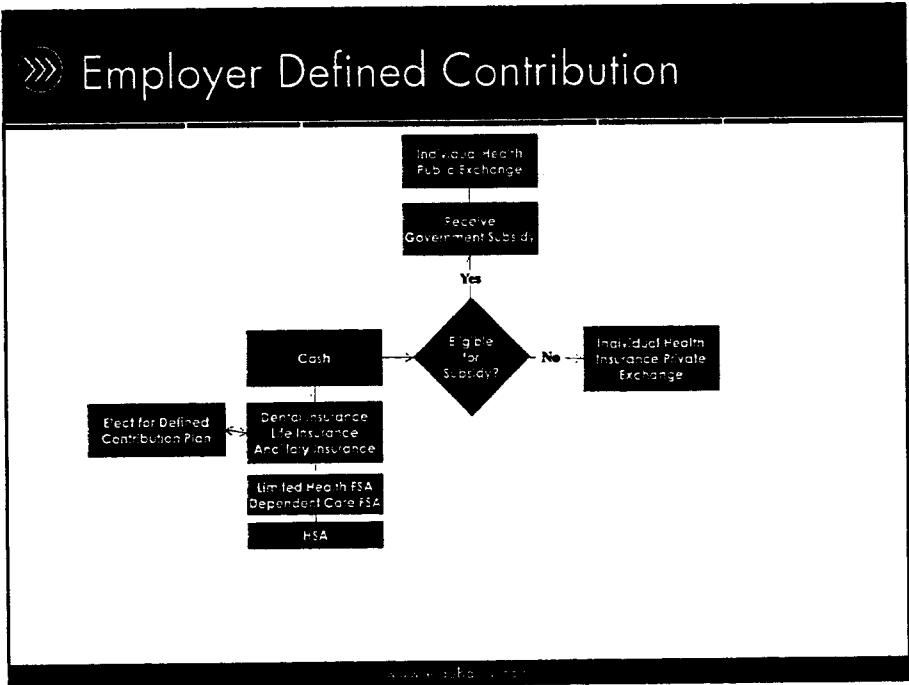 Employer Defined Contribution
Individual Health
Public Exchange
Receive
Government Subsidy
Yes
Eligible
for
Subsidy?
No
Individual Health
Insurance Private
Exchange
Cash
Elect for Defined
Contribution Plan
Dental Insurance
Life Insurance
Ancillary Insurance
Limited Health FSA
Dependent Care FSA
HSA